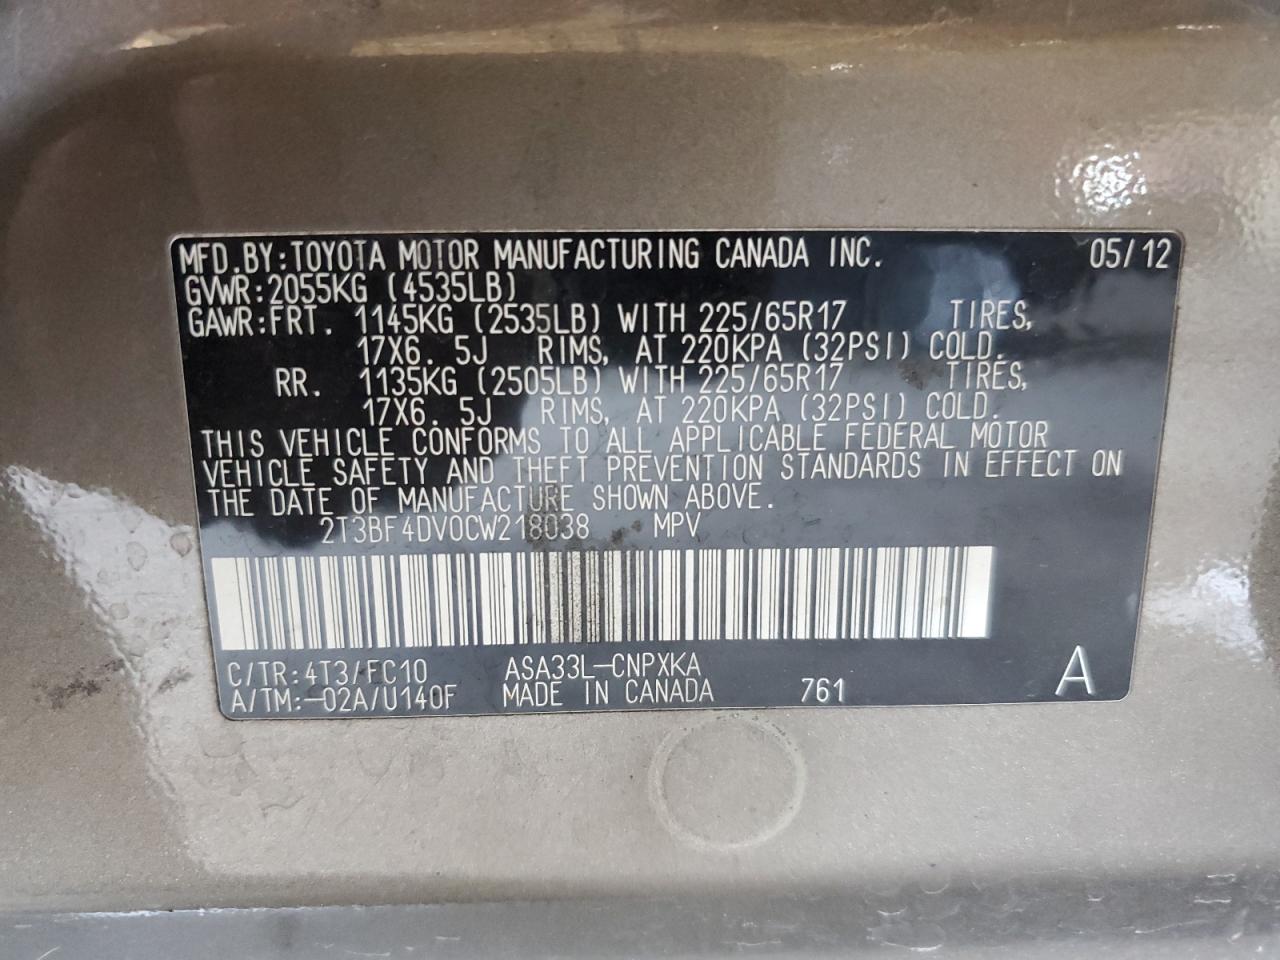 MFD.BY:TOYOTA MOTOR MANUFACTURING CANADA INC. 05/12
GVWR:2055KG (4535LB)
GAWR:FRT. 1145KG (2535LB) WITH 225/65R17 TIRES,
17X6.5J RIMS, AT 220KPA (32PSI) COLD.
RR. 1135KG (2505LB) WITH 225/65R17 TIRES,
17X6.5J RIMS, AT 220KPA (32PSI) COLD.
THIS VEHICLE CONFORMS TO ALL APPLICABLE FEDERAL MOTOR
VEHICLE SAFETY AND THEFT PREVENTION STANDARDS IN EFFECT ON
THE DATE OF MANUFACTURE SHOWN ABOVE.
2T3BF4DV0CW218038 MPV
C/TR:4T3/FC10 ASA33L-CNPXKA
A/TM:-02A/U140F MADE IN CANADA 761 A